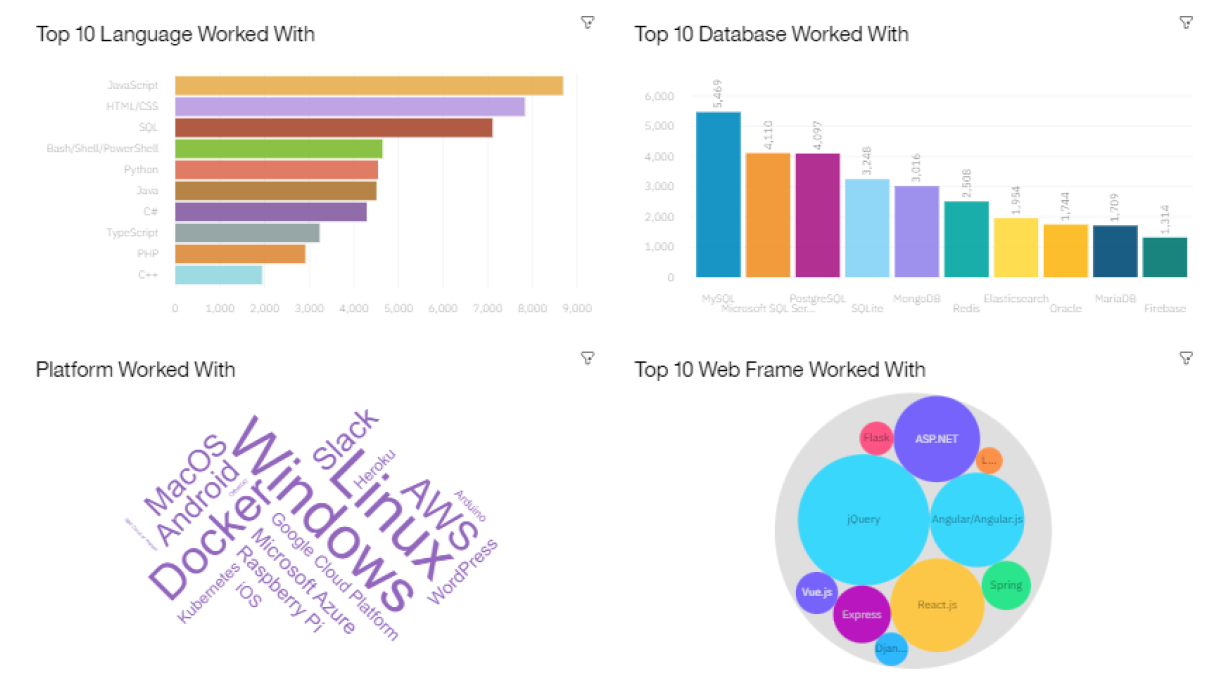 Top 10 Language Worked With
JavaScript
HTML/CSS
SQL
Bash/Shell/PowerShell
Python
Java
C#
TypeScript
PHP
C++
0 1,000 2,000 3,000 4,000 5,000 6,000 7,000 8,000 9,000
Top 10 Database Worked With
6,000
5,000
4,000
3,000
2,000
1,000
0
5,469
4,110
4,097
3,248
3,016
2,508
1,954
1,744
1,709
1,314
MySQL
Microsoft SQL Ser...
PostgreSQL
SQLite
MongoDB
Redis
Elasticsearch
Oracle
MariaDB
Firebase
Platform Worked With
Slack
Windows
MacOS
Linux
Heroku
Android
AWS
Docker
Arduino
Google Cloud Platform
Microsoft Azure
WordPress
Raspberry Pi
Kubernetes
iOS
Top 10 Web Frame Worked With
Flask
ASP.NET
L...
jQuery
Angular/Angular.js
Spring
Vue.js
React.js
Express
Djan...